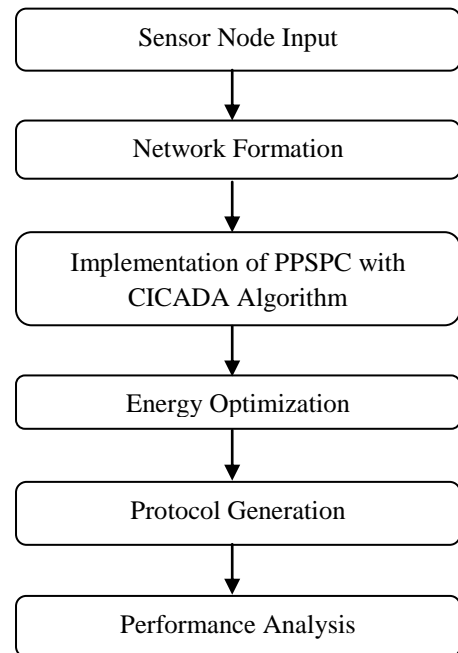 Sensor Node Input
Network Formation
Implementation of PPSPC with
CICADA Algorithm
Energy Optimization
Protocol Generation
Performance Analysis